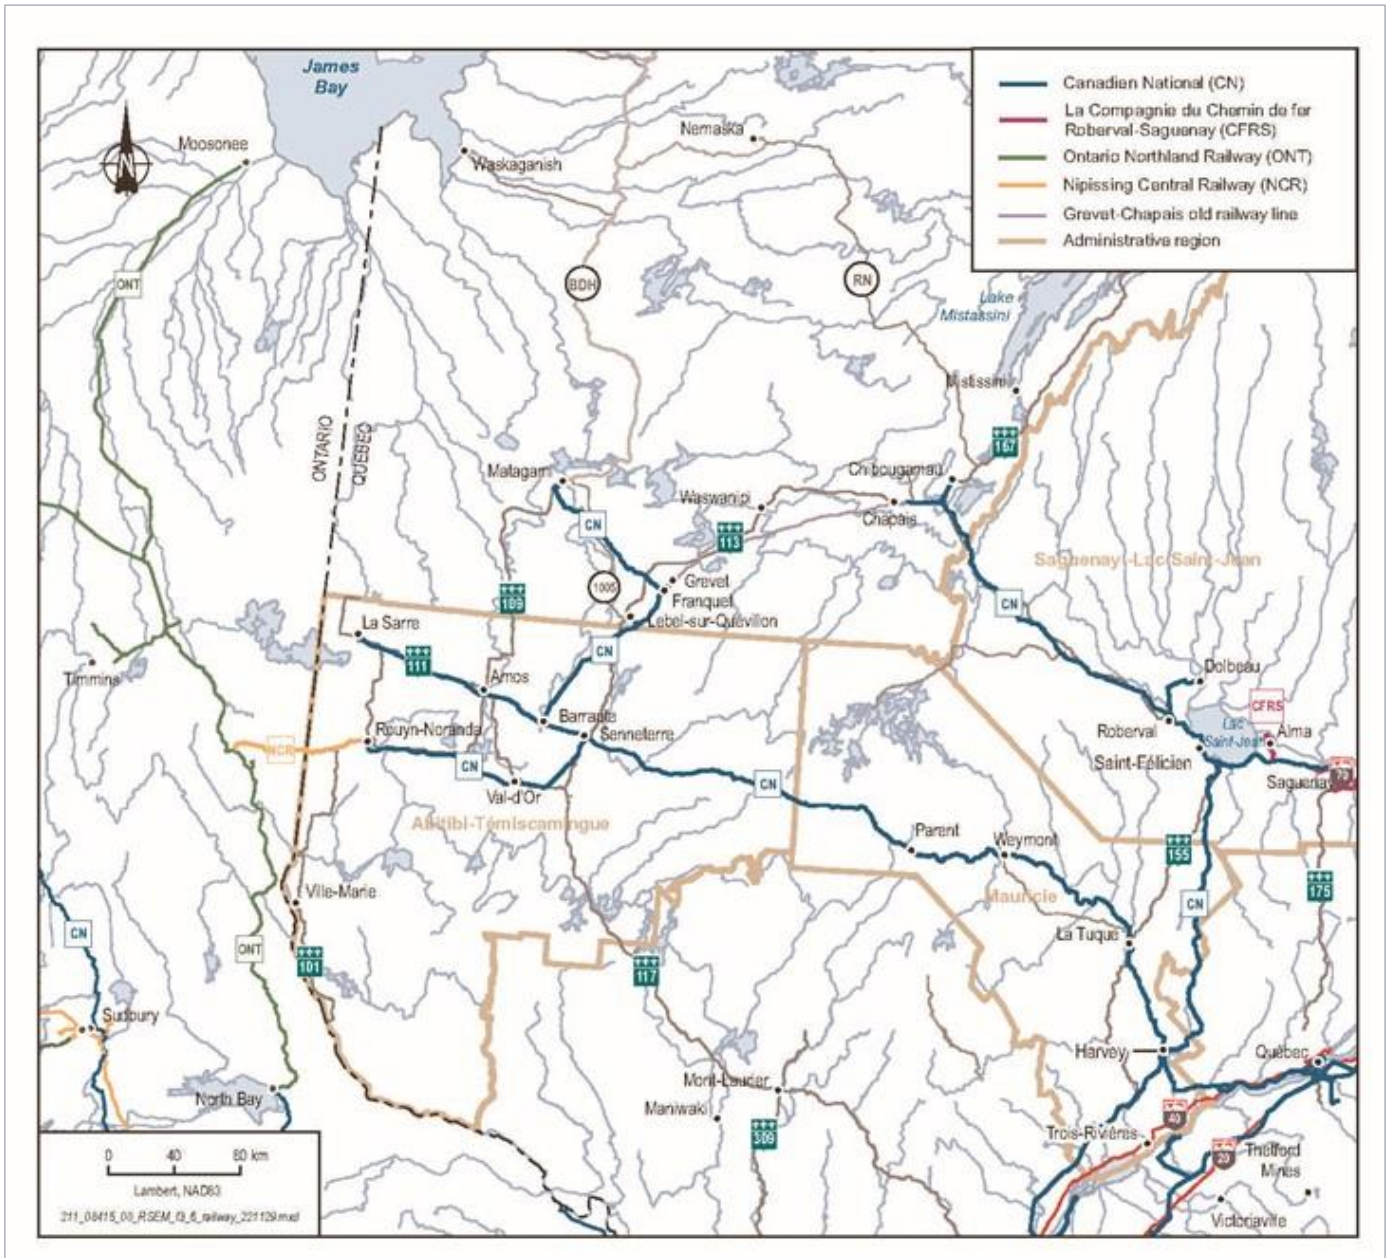 James
Bay
Canadien National (CN)
La Compagnie du Chemin de fer
Roberval-Saguenay (CFRS)
Ontario Northland Railway (ONT)
Nipissing Central Railway (NCR)
Grevet-Chapais old railway line
Administrative region
N
Moosonee
Nemaska
Waskaganish
ONT
BDH
RN
Lake
Mistassini
Mistissini
ONTARIO
QUÉBEC
167
Matagami
Chibougamau
Waswanipi
Chapais
CN
113
Saguenay-Lac-Saint-Jean
1005
Grevet
Franquet
109
CN
Lebel-sur-Quévillon
La Sarre
CN
111
Timmins
Amos
Dolbeau
CFRS
Barraute
Rouyn-Noranda
Senneterre
Roberval
Lac
Saint-Jean
Alma
NCR
CN
Saint-Félicien
CN
Saguenay
70
Val-d'Or
Abitibi-Témiscamingue
Parent
Weymont
155
Ville-Marie
175
Mauricie
CN
CN
La Tuque
ONT
101
117
Sudbury
Harvey
Québec
North Bay
Mont-Laurier
Maniwaki
40
309
Trois-Rivières
20
Thetford
Mines
Victoriaville
0 40 80 km
Lambert, NAD83
211_08415_00_RSEM_f3_6_railway_221129.mxd